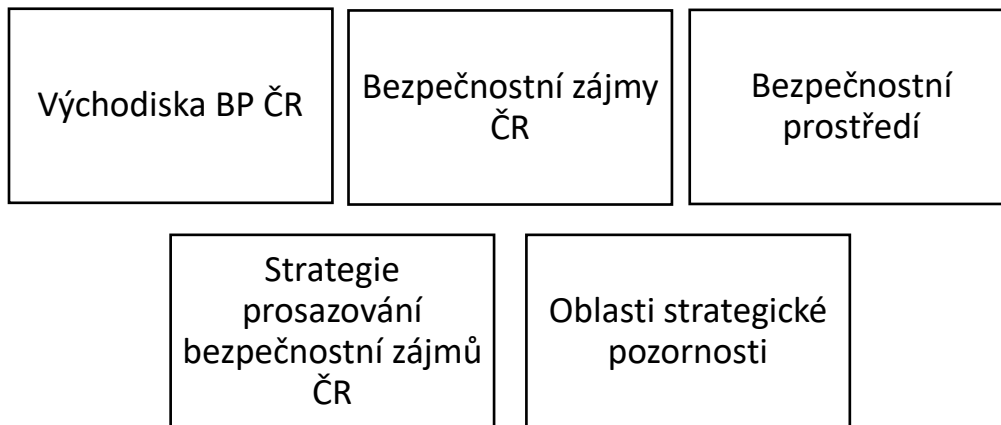 Východiska BP ČR
Bezpečnostní zájmy
ČR
Bezpečnostní
prostředí
Strategie
prosazování
bezpečnostní zájmů
ČR
Oblasti strategické
pozornosti